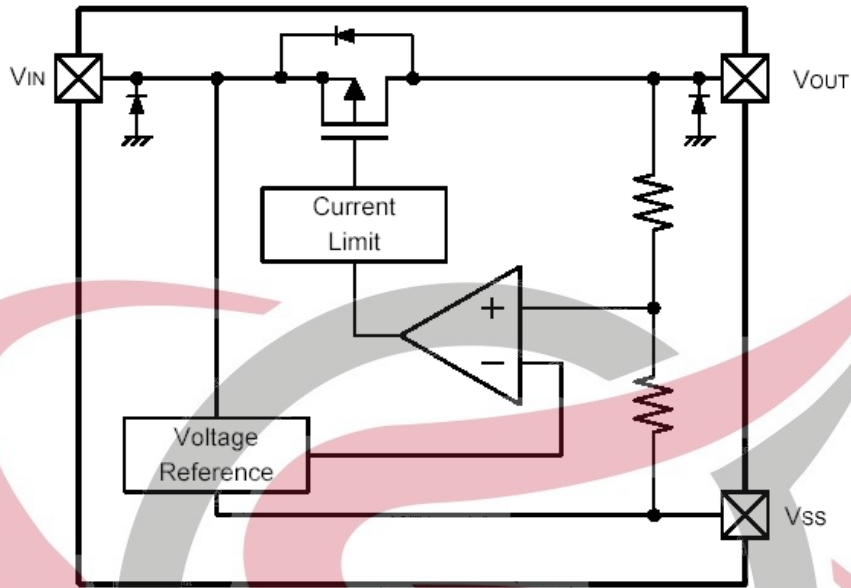 VIN
VOUT
Current
Limit
+
−
Voltage
Reference
VSS